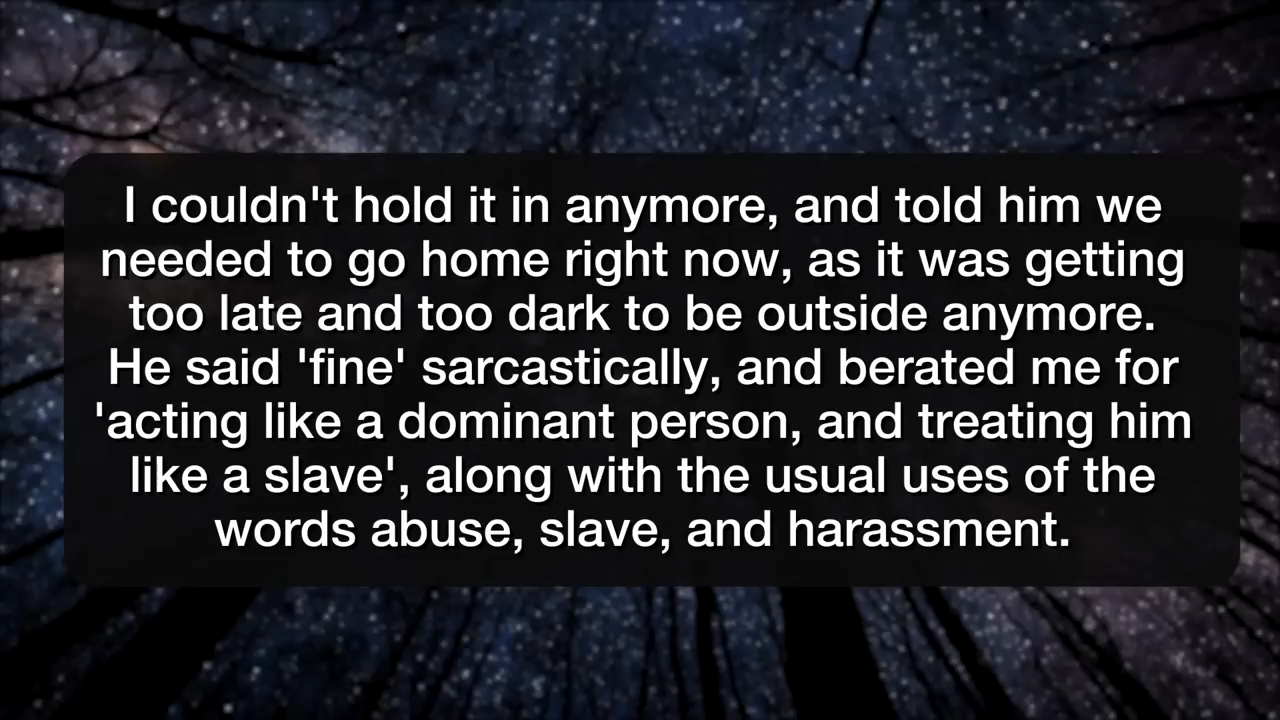 I couldn't hold it in anymore, and told him we
needed to go home right now, as it was getting
too late and too dark to be outside anymore.
He said 'fine' sarcastically, and berated me for
'acting like a dominant person, and treating him
like a slave', along with the usual uses of the
words abuse, slave, and harassment.